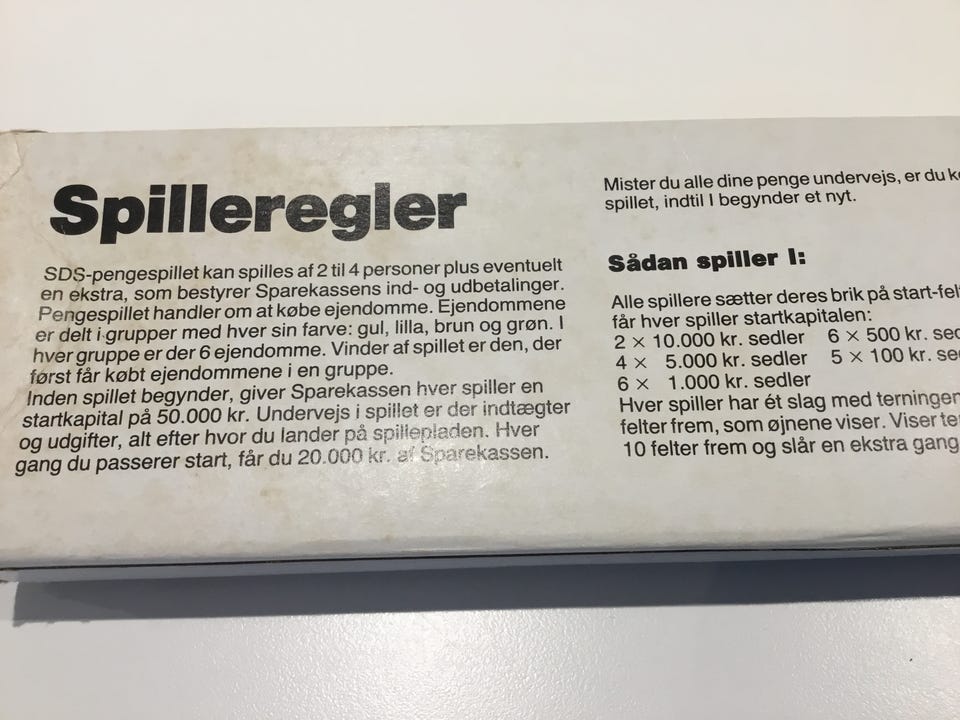 Spilleregler
SDS-pengespillet kan spilles af 2 til 4 personer plus eventuelt
en ekstra, som bestyrer Sparekassens ind- og udbetalinger.
Pengespillet handler om at købe ejendomme. Ejendommene
er delt i grupper med hver sin farve: gul, lilla, brun og grøn. I
hver gruppe er der 6 ejendomme. Vinder af spillet er den, der
først får købt ejendommene i en gruppe.
Inden spillet begynder, giver Sparekassen hver spiller en
startkapital på 50.000 kr. Undervejs i spillet er der indtægter
og udgifter, alt efter hvor du lander på spillepladen. Hver
gang du passerer start, får du 20.000 kr. af Sparekassen.
Mister du alle dine penge undervejs, er du
spillet, indtil I begynder et nyt.
Sådan spiller I:
Alle spillere sætter deres brik på
får hver spiller startkapitalen:
2 × 10.000 kr. sedler 6 × 500 kr.
4 × 5.000 kr. sedler 5 × 100 kr.
6 × 1.000 kr. sedler
Hver spiller har ét slag med terningen
felter frem, som øjnene viser. Viser
10 felter frem og slår en ekstra gang